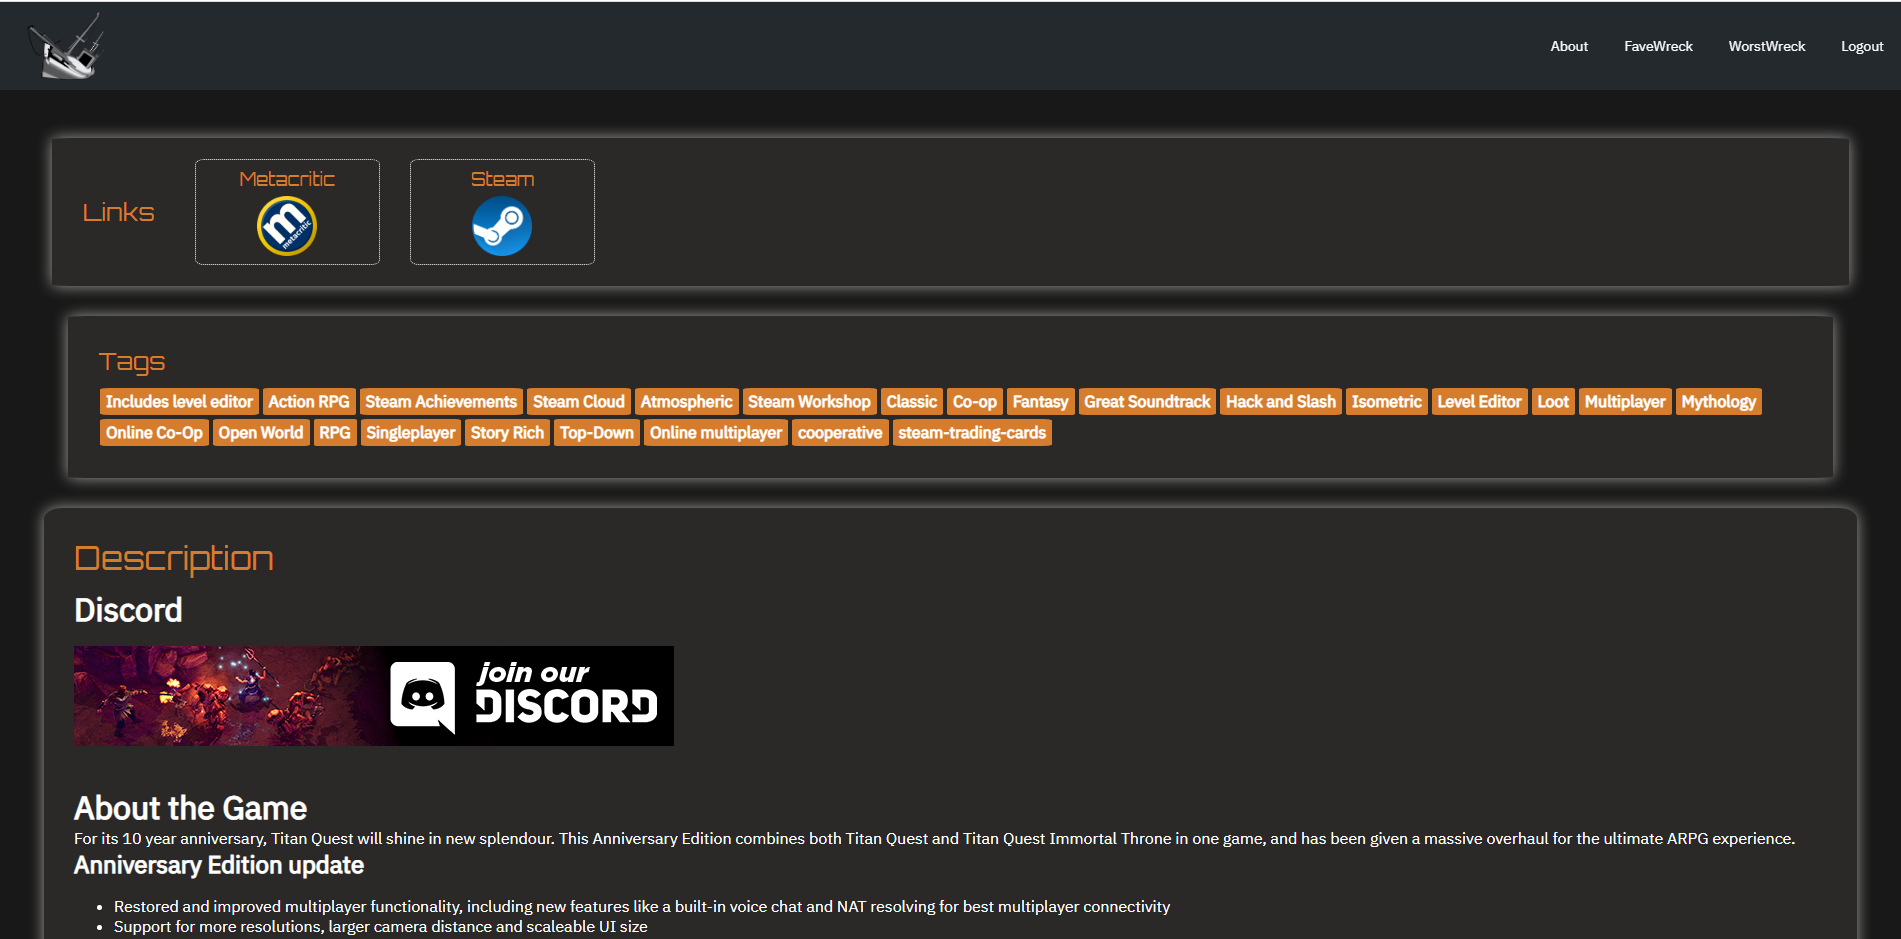 About FaveWreck WorstWreck Logout
Links
Metacritic
m
metacritic
Steam
Tags
Includes level editor Action RPG Steam Achievements Steam Cloud Atmospheric Steam Workshop Classic Co-op Fantasy Great Soundtrack Hack and Slash Isometric Level Editor Loot Multiplayer Mythology
Online Co-Op Open World RPG Singleplayer Story Rich Top-Down Online multiplayer cooperative steam-trading-cards
Description
Discord
join our
DISCORD
About the Game
For its 10 year anniversary, Titan Quest will shine in new splendour. This Anniversary Edition combines both Titan Quest and Titan Quest Immortal Throne in one game, and has been given a massive overhaul for the ultimate ARPG experience.
Anniversary Edition update
• Restored and improved multiplayer functionality, including new features like a built-in voice chat and NAT resolving for best multiplayer connectivity
• Support for more resolutions, larger camera distance and scaleable UI size